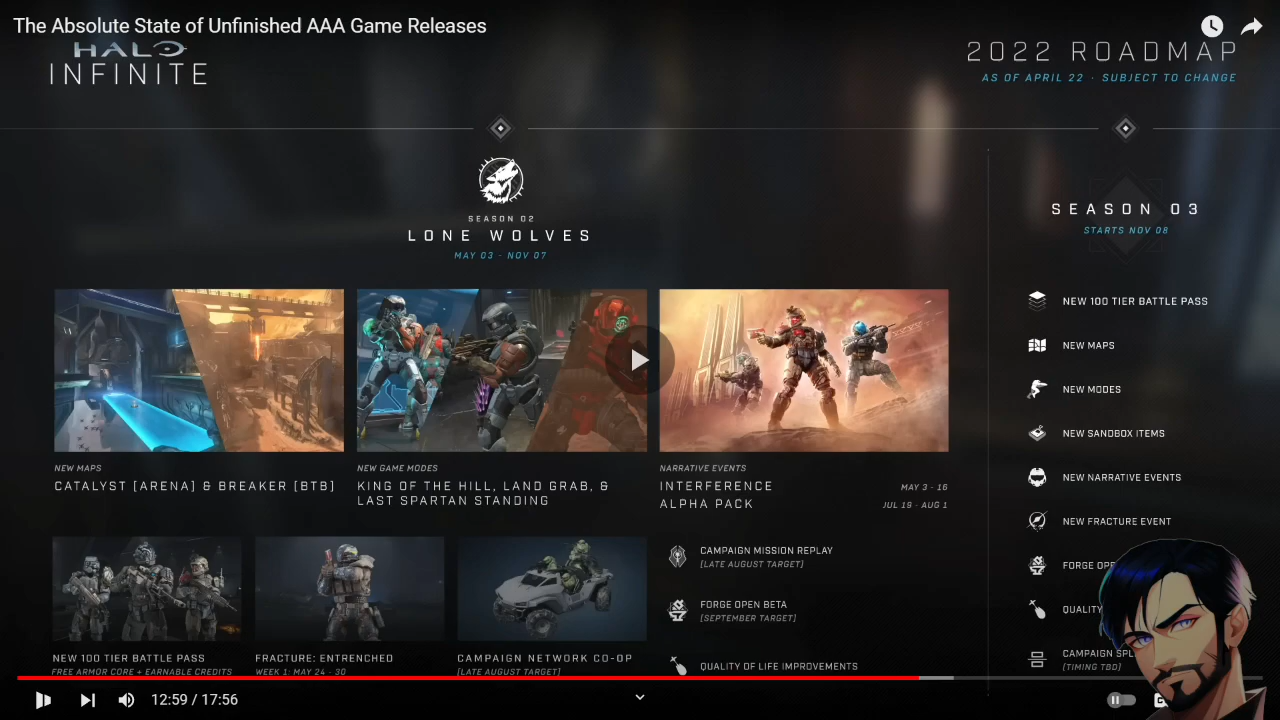 The Absolute State of Unfinished AAA Game Releases
HALO
INFINITE
2022 ROADMAP
AS OF APRIL 22 · SUBJECT TO CHANGE
SEASON 02
LONE WOLVES
MAY 03 - NOV 07
SEASON 03
STARTS NOV 08
NEW MAPS
CATALYST [ARENA] & BREAKER [BTB]
NEW GAME MODES
KING OF THE HILL, LAND GRAB, &
LAST SPARTAN STANDING
NARRATIVE EVENTS
INTERFERENCE
MAY 3 - 16
ALPHA PACK
JUL 19 - AUG 1
NEW 100 TIER BATTLE PASS
FREE ARMOR CORE + EARNABLE CREDITS
FRACTURE: ENTRENCHED
WEEK 1: MAY 24 - 30
CAMPAIGN NETWORK CO-OP
[LATE AUGUST TARGET]
CAMPAIGN MISSION REPLAY
[LATE AUGUST TARGET]
FORGE OPEN BETA
[SEPTEMBER TARGET]
QUALITY OF LIFE IMPROVEMENTS
NEW 100 TIER BATTLE PASS
NEW MAPS
NEW MODES
NEW SANDBOX ITEMS
NEW NARRATIVE EVENTS
NEW FRACTURE EVENT
FORGE OPE
QUALITY
CAMPAIGN SPL
[TIMING TBD]
12:59 / 17:56